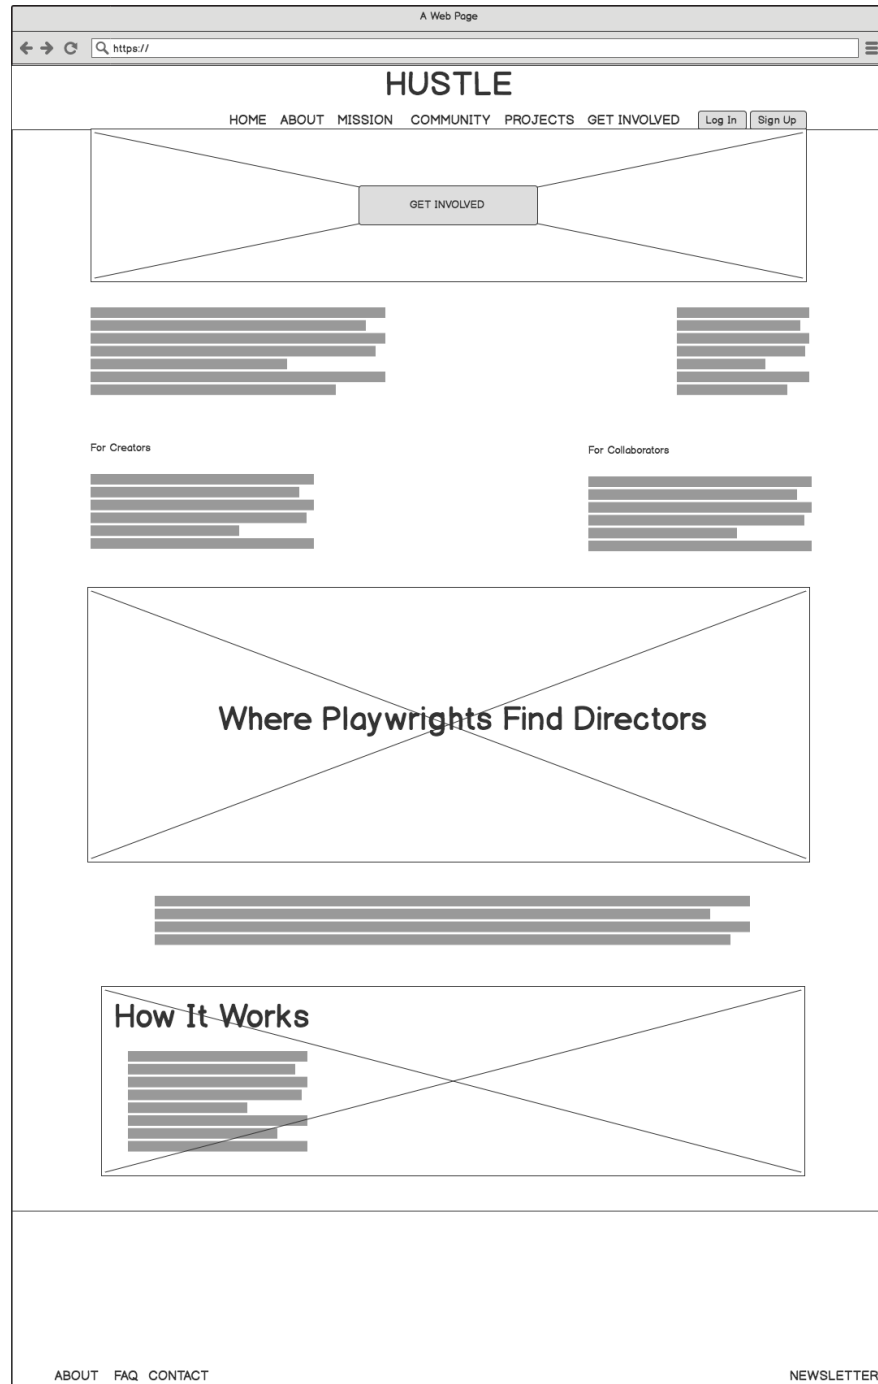 A Web Page
https://
HUSTLE
HOME ABOUT MISSION COMMUNITY PROJECTS GET INVOLVED Log In Sign Up
GET INVOLVED
For Creators
For Collaborators
Where Playwrights Find Directors
How It Works
ABOUT FAQ CONTACT NEWSLETTER